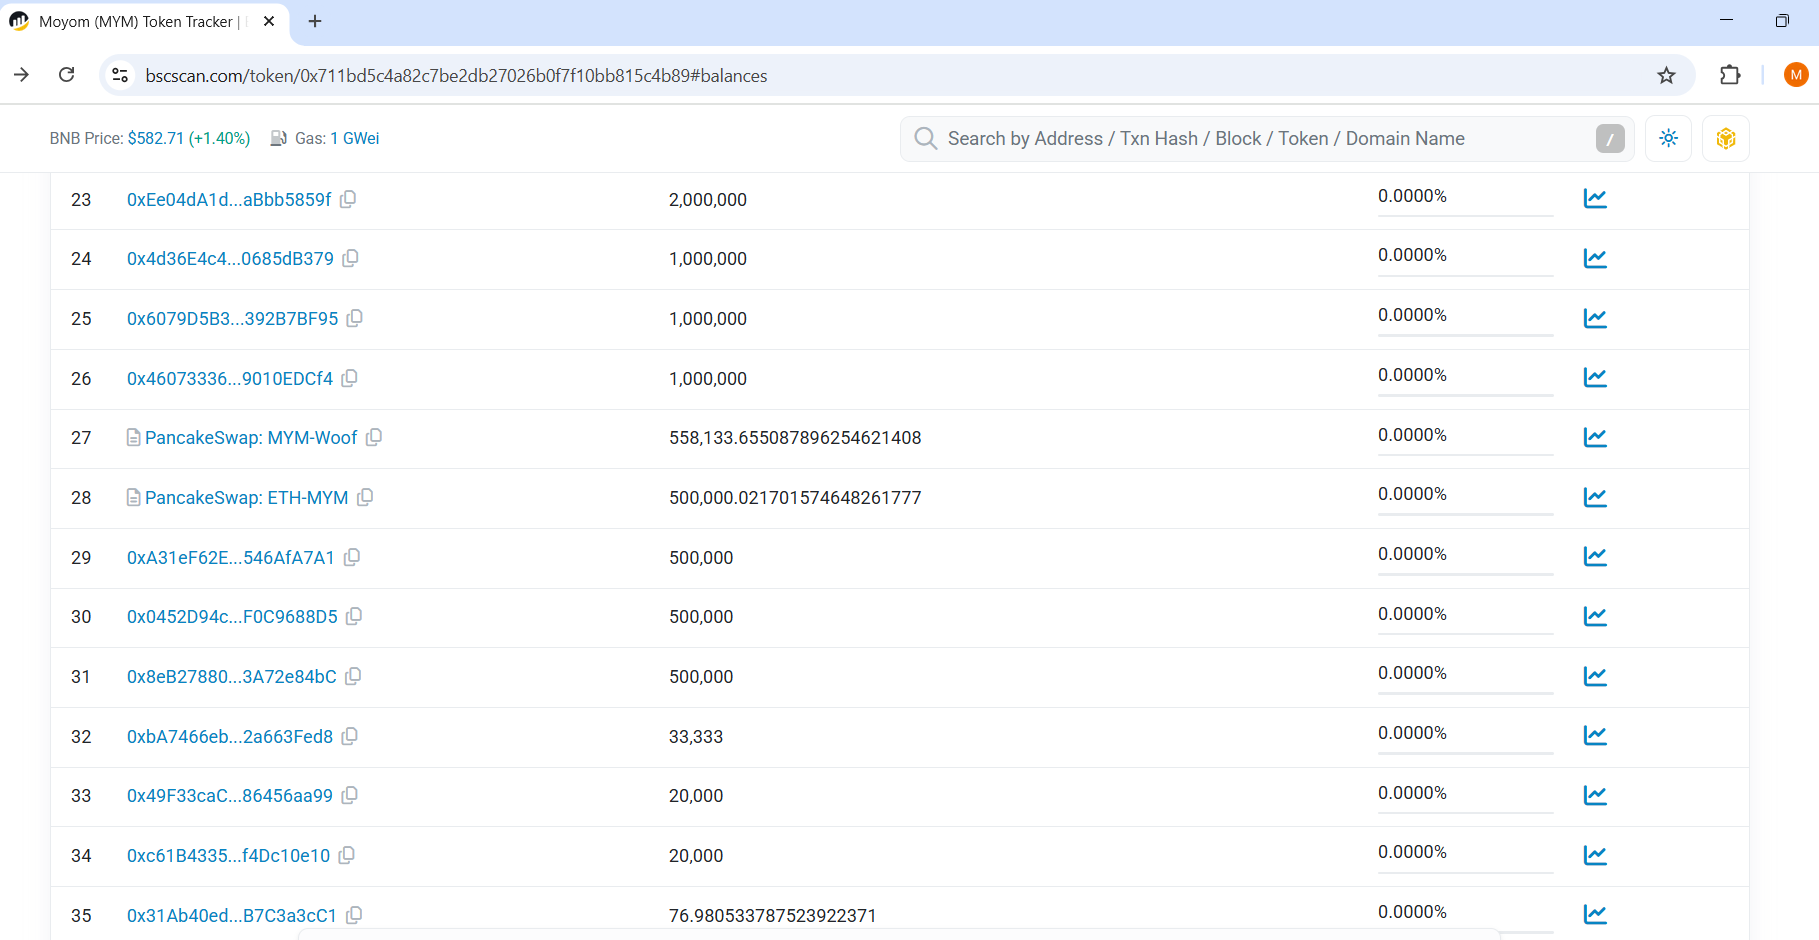 Moyom (MYM) Token Tracker |
bscscan.com/token/0x711bd5c4a82c7be2db27026b0f7f10bb815c4b89#balances
M
BNB Price: $582.71 (+1.40%) Gas: 1 GWei
Search by Address / Txn Hash / Block / Token / Domain Name /
23 0xEe04dA1d...aBbb5859f 2,000,000 0.0000%
24 0x4d36E4c4...0685dB379 1,000,000 0.0000%
25 0x6079D5B3...392B7BF95 1,000,000 0.0000%
26 0x46073336...9010EDCf4 1,000,000 0.0000%
27 PancakeSwap: MYM-Woof 558,133.655087896254621408 0.0000%
28 PancakeSwap: ETH-MYM 500,000.021701574648261777 0.0000%
29 0xA31eF62E...546AfA7A1 500,000 0.0000%
30 0x0452D94c...F0C9688D5 500,000 0.0000%
31 0x8eB27880...3A72e84bC 500,000 0.0000%
32 0xbA7466eb...2a663Fed8 33,333 0.0000%
33 0x49F33caC...86456aa99 20,000 0.0000%
34 0xc61B4335...f4Dc10e10 20,000 0.0000%
35 0x31Ab40ed...B7C3a3cC1 76.980533787523922371 0.0000%